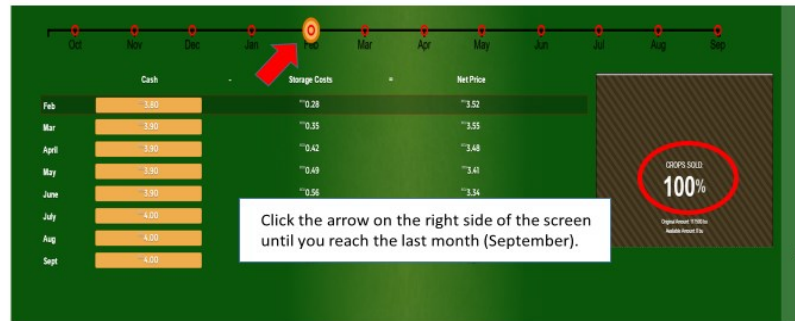 Oct Nov Dec Jan Feb Mar Apr May Jun Jul Aug Sep
Cash - Storage Costs = Net Price
Feb 3.80 0.28 3.52
Mar 3.90 0.35 3.55
April 3.90 0.42 3.48
May 3.90 0.49 3.41
June 3.90 0.56 3.34
July 4.00
Aug 4.00
Sept 4.00
CROPS SOLD:
100%
Available Amount: 0 bu
Click the arrow on the right side of the screen
until you reach the last month (September).